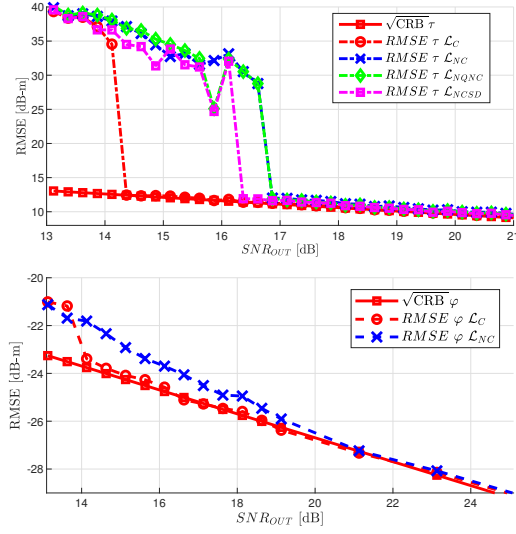 40
35
30
25
20
15
10
RMSE [dB-m]
√CRB τ
RMSE τ L_C
RMSE τ L_NC
RMSE τ L_NQNC
RMSE τ L_NCSD
13 14 15 16 17 18 19 20 21
SNR_OUT [dB]
-20
-22
-24
-26
-28
RMSE [dB-m]
√CRB φ
RMSE φ L_C
RMSE φ L_NC
14 16 18 20 22 24
SNR_OUT [dB]